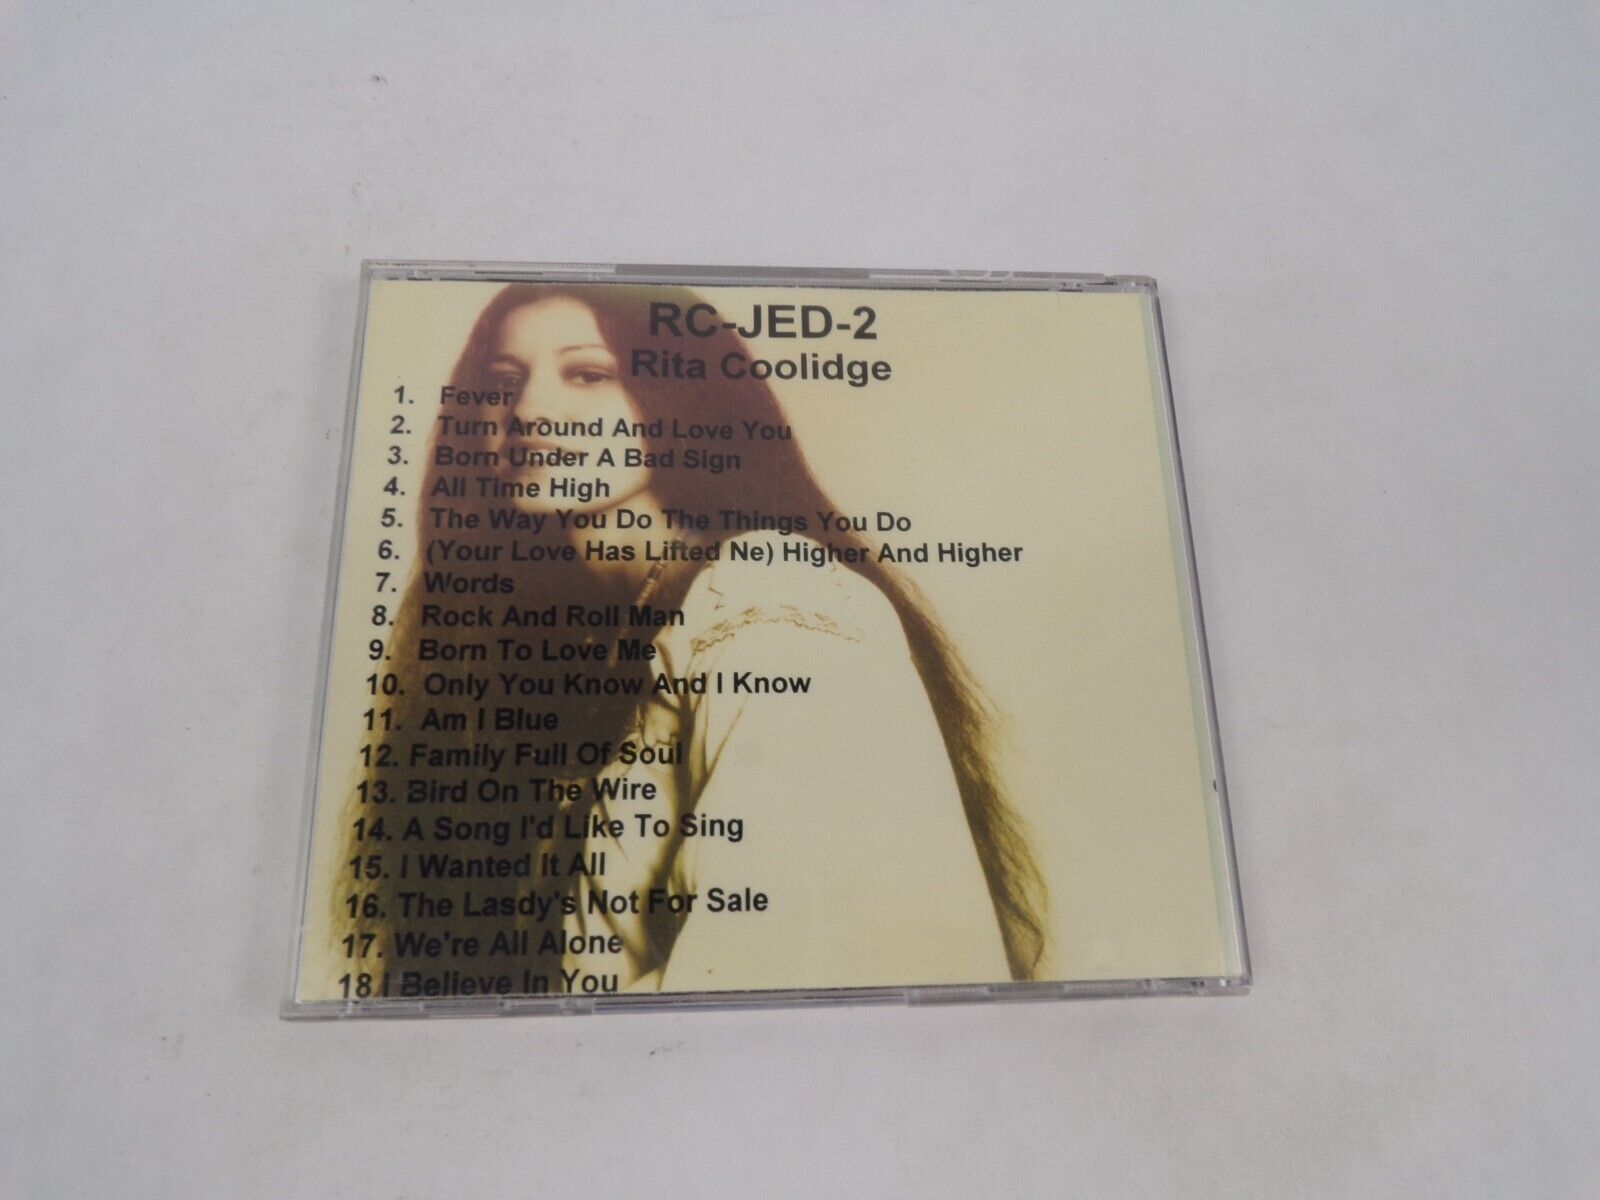 RC-JED-2
Rita Coolidge
1. Fever
2. Turn Around And Love You
3. Born Under A Bad Sign
4. All Time High
5. The Way You Do The Things You Do
6. (Your Love Has Lifted Ne) Higher And Higher
7. Words
8. Rock And Roll Man
9. Born To Love Me
10. Only You Know And I Know
11. Am I Blue
12. Family Full Of Soul
13. Bird On The Wire
14. A Song I'd Like To Sing
15. I Wanted It All
16. The Lasdy's Not For Sale
17. We're All Alone
18 I Believe In You